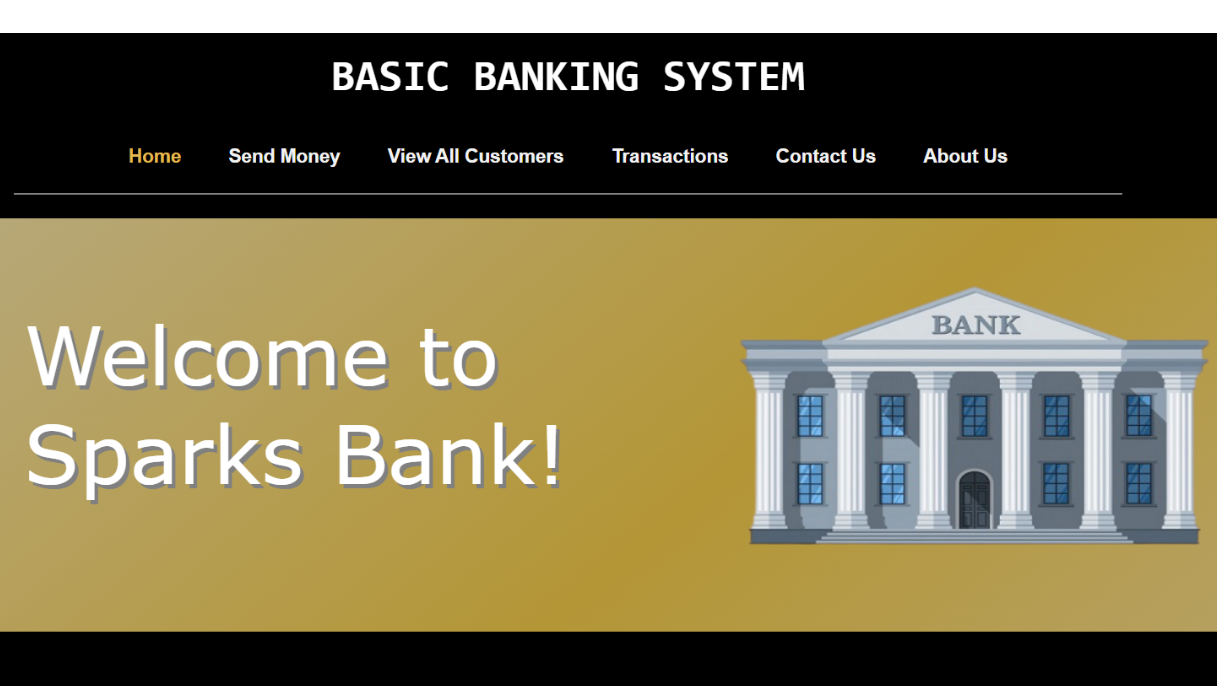 BASIC BANKING SYSTEM
Home Send Money View All Customers Transactions Contact Us About Us
Welcome to
Sparks Bank!
BANK